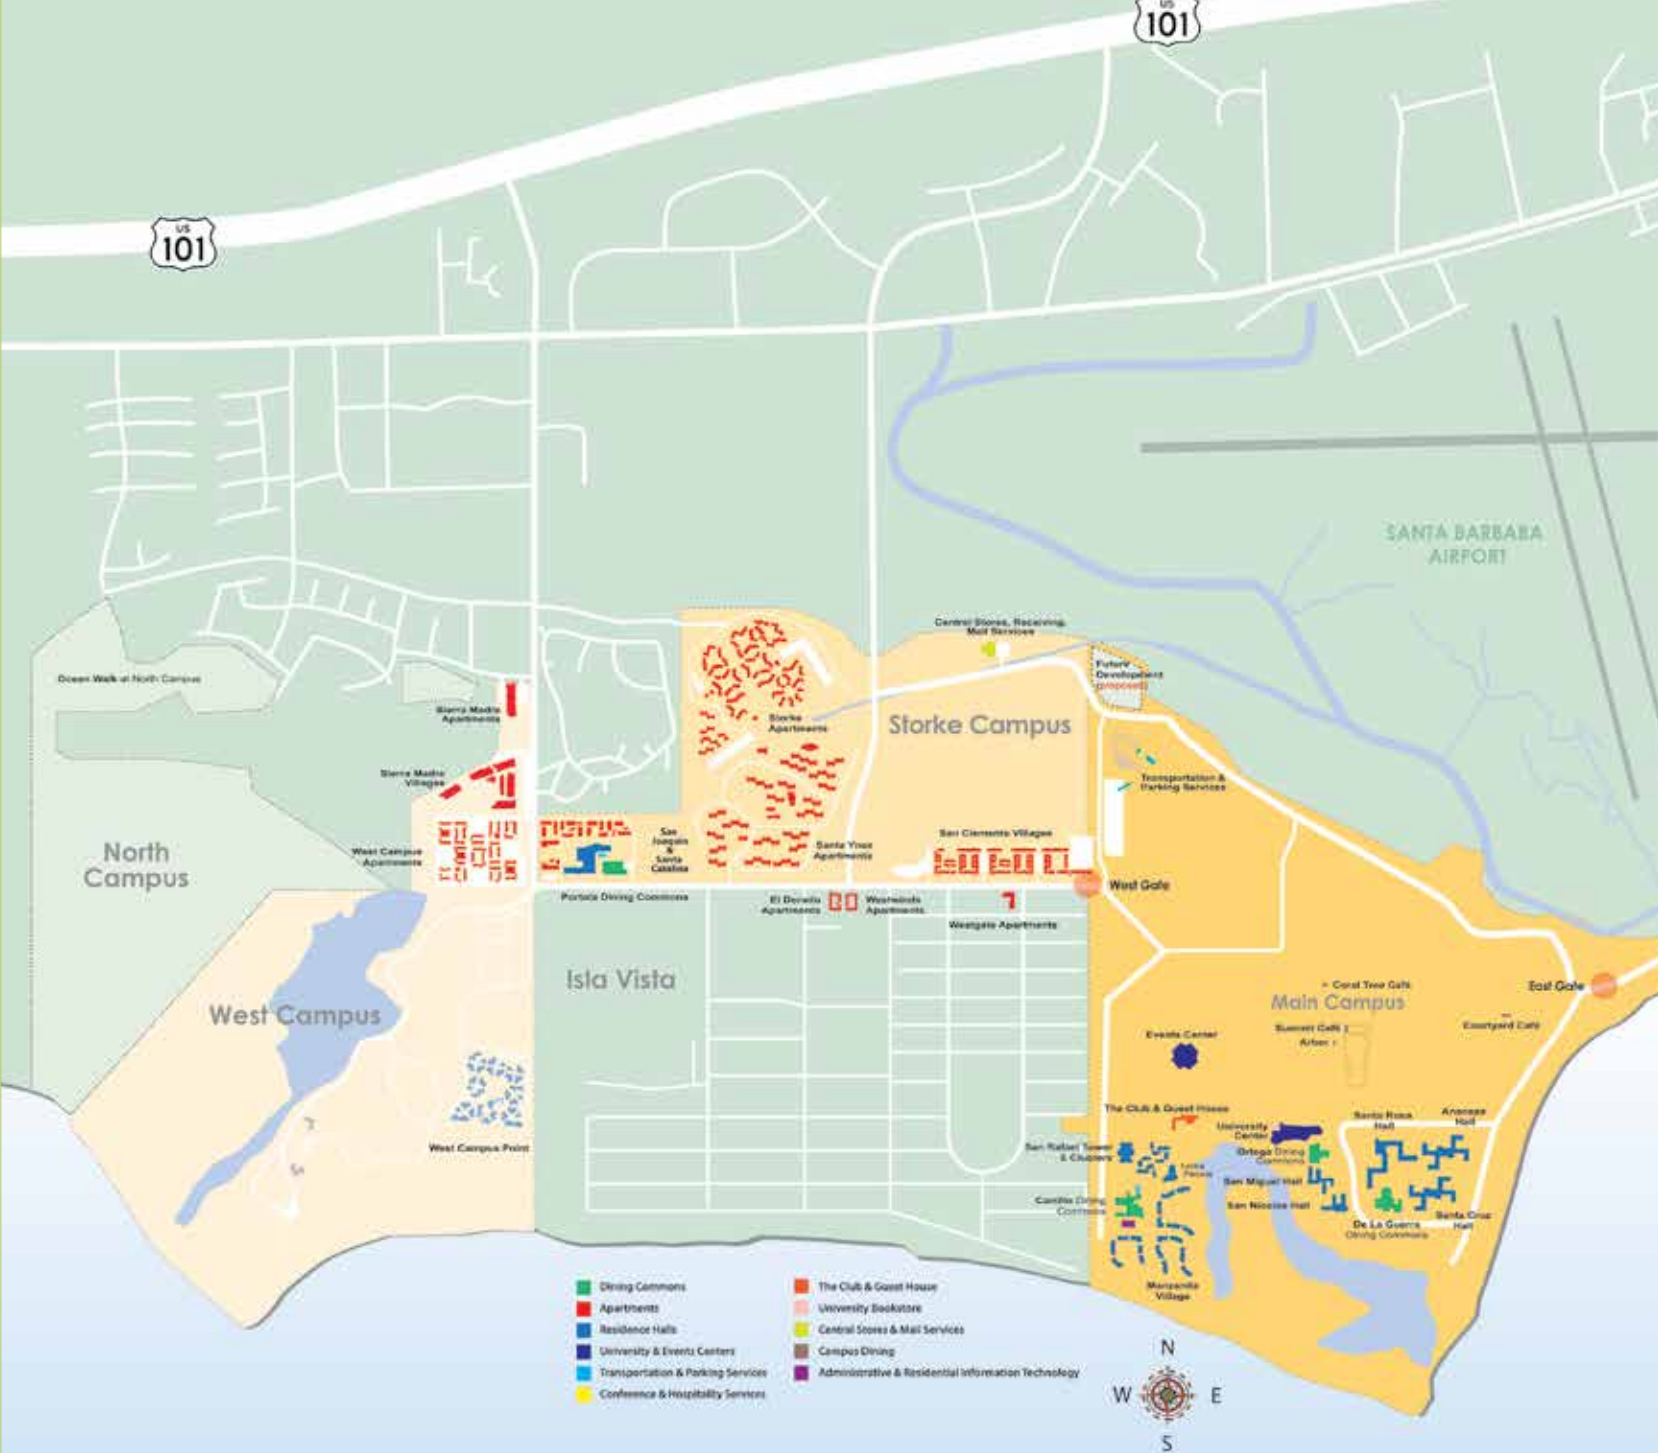 US
101
US
101
SANTA BARBARA
AIRPORT
Central Stores, Receiving,
Mail Services
Future
Development
(proposed)
Ocean Walk at North Campus
Sierra Madre
Apartments
Storke
Apartments
Storke Campus
Sierra Madre
Villages
Transportation &
Parking Services
North
Campus
West Campus
Apartments
San
Joaquin
&
Santa
Catalina
Santa Ynez
Apartments
San Clemente Villages
West Gate
Portola Dining Commons
El Dorado
Apartments
Westwinds
Apartments
Westgate Apartments
Isla Vista
West Campus
Coral Tree Café
Main Campus
East Gate
Summit Café
Arbor
Courtyard Café
Events Center
The Club & Guest House
University
Center
Santa Rosa
Hall
Anacapa
Hall
West Campus Point
San Rafael Tower
& Clusters
Ortega Dining
Commons
San Miguel Hall
San Nicolas Hall
Carrillo Dining
Commons
De La Guerra
Dining Commons
Santa Cruz
Hall
Manzanita
Village
Dining Commons
Apartments
Residence Halls
University & Events Centers
Transportation & Parking Services
Conference & Hospitality Services
The Club & Guest House
University Bookstore
Central Stores & Mail Services
Campus Dining
Administrative & Residential Information Technology
N
W E
S